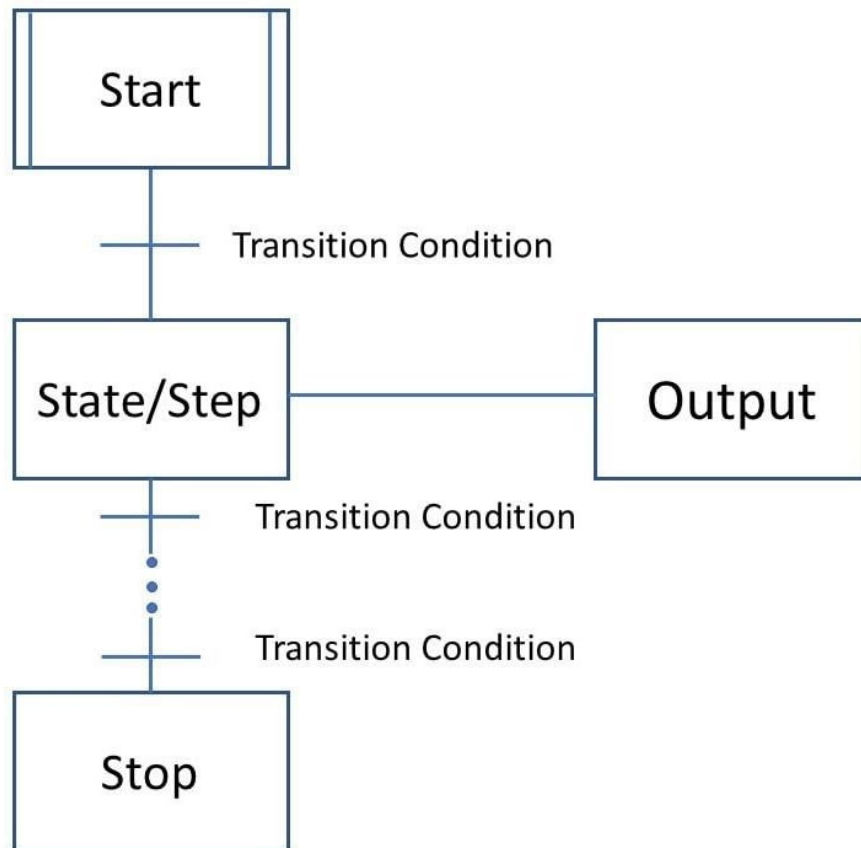 Start
Transition Condition
State/Step
Output
Transition Condition
Transition Condition
Stop